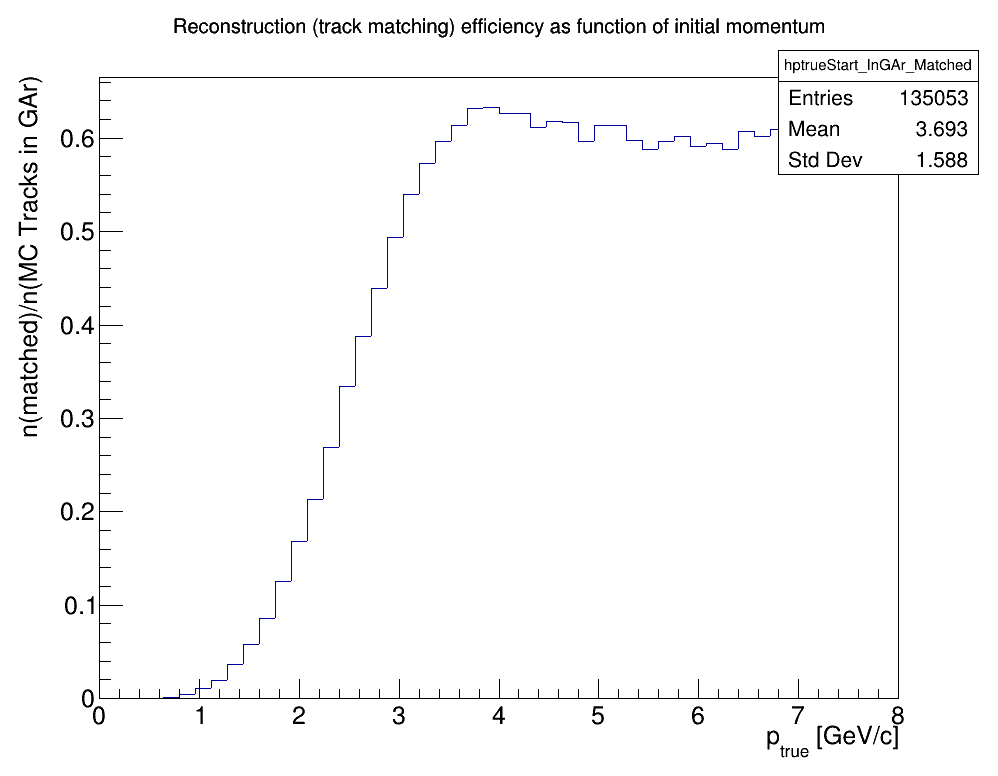 Reconstruction (track matching) efficiency as function of initial momentum
hptrueStart_InGAr_Matched
Entries 135053
Mean 3.693
Std Dev 1.588
n(matched)/n(MC Tracks in GAr)
0.6
0.5
0.4
0.3
0.2
0.1
0
0 1 2 3 4 5 6 7 8
p_true [GeV/c]